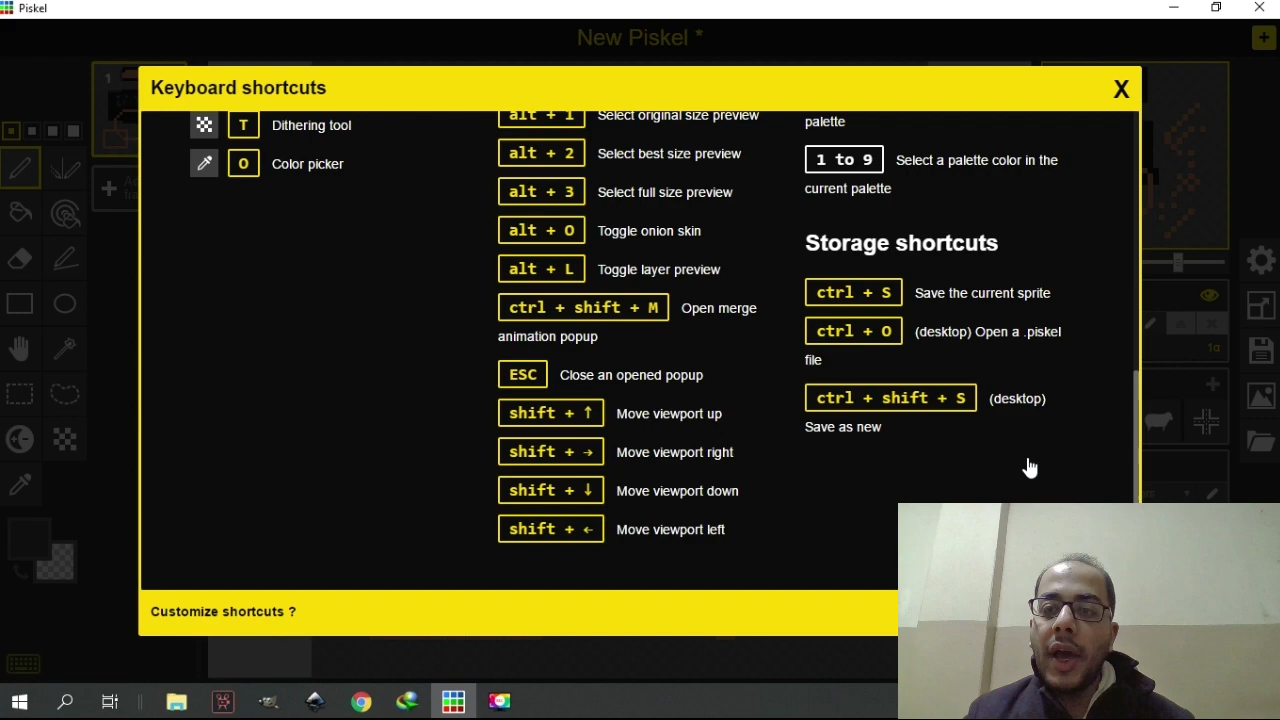 Piskel
New Piskel *
Keyboard shortcuts
X
T Dithering tool
O Color picker
alt + 1 Select original size preview
alt + 2 Select best size preview
alt + 3 Select full size preview
alt + O Toggle onion skin
alt + L Toggle layer preview
ctrl + shift + M Open merge
animation popup
ESC Close an opened popup
shift + ↑ Move viewport up
shift + → Move viewport right
shift + ↓ Move viewport down
shift + ← Move viewport left
palette
1 to 9 Select a palette color in the
current palette
Storage shortcuts
ctrl + S Save the current sprite
ctrl + O (desktop) Open a .piskel
file
ctrl + shift + S (desktop)
Save as new
Customize shortcuts ?
1